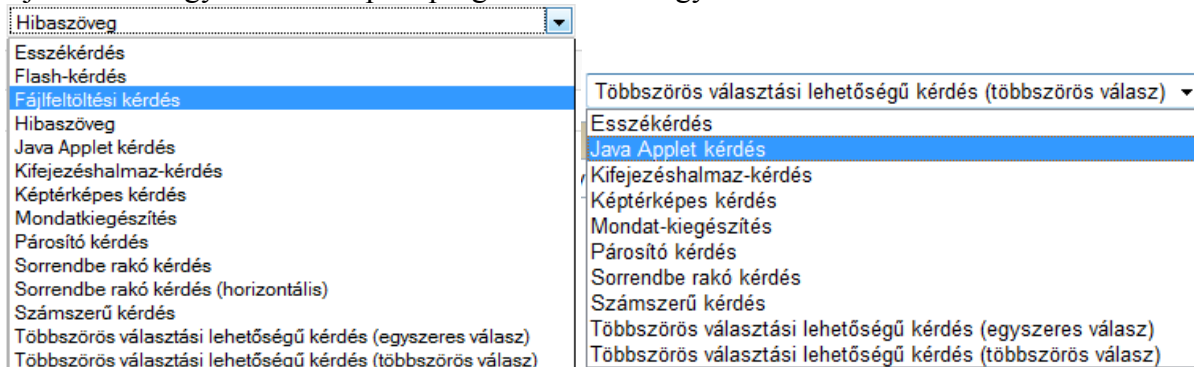 Hibaszöveg
Esszékérdés
Flash-kérdés
Fájlfeltöltési kérdés
Hibaszöveg
Java Applet kérdés
Kifejezéshalmaz-kérdés
Képtérképes kérdés
Mondatkiegészítés
Párosító kérdés
Sorrendbe rakó kérdés
Sorrendbe rakó kérdés (horizontális)
Számszerű kérdés
Többszörös választási lehetőségű kérdés (egyszeres válasz)
Többszörös választási lehetőségű kérdés (többszörös válasz)
Többszörös választási lehetőségű kérdés (többszörös válasz)
Esszékérdés
Java Applet kérdés
Kifejezéshalmaz-kérdés
Képtérképes kérdés
Mondat-kiegészítés
Párosító kérdés
Sorrendbe rakó kérdés
Számszerű kérdés
Többszörös választási lehetőségű kérdés (egyszeres válasz)
Többszörös választási lehetőségű kérdés (többszörös válasz)